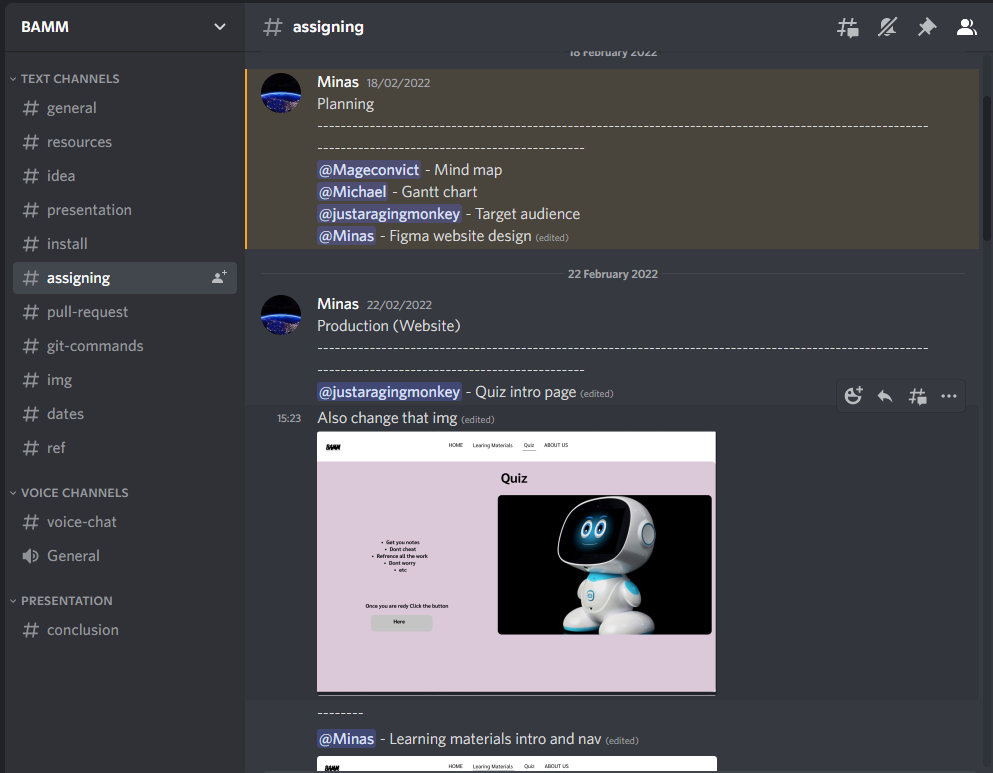 BAMM
TEXT CHANNELS
general
resources
idea
presentation
install
assigning
pull-request
git-commands
img
dates
ref
VOICE CHANNELS
voice-chat
General
PRESENTATION
conclusion
assigning
18 February 2022
Minas 18/02/2022
Planning
---------------------------------------------------------------------------------------------------------
----------------------------------------------
@Mageconvict - Mind map
@Michael - Gantt chart
@justaragingmonkey - Target audience
@Minas - Figma website design (edited)
22 February 2022
Minas 22/02/2022
Production (Website)
---------------------------------------------------------------------------------------------------------
----------------------------------------------
@justaragingmonkey - Quiz intro page (edited)
15:23 Also change that img (edited)
BAMM HOME Learing Materials Quiz ABOUT US
Quiz
• Get you notes
• Dont cheat
• Refrence all the work
• Dont worry
• etc
Once you are redy Click the button
Here
--------
@Minas - Learning materials intro and nav (edited)
BAMM HOME Learing Materials Quiz ABOUT US